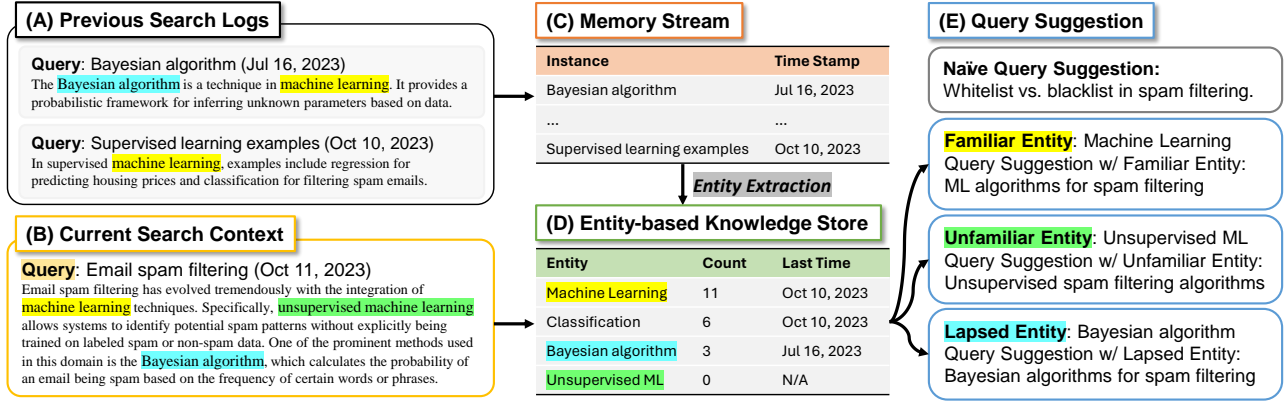 (A) Previous Search Logs
Query: Bayesian algorithm (Jul 16, 2023)
The Bayesian algorithm is a technique in machine learning. It provides a
probabilistic framework for inferring unknown parameters based on data.
Query: Supervised learning examples (Oct 10, 2023)
In supervised machine learning, examples include regression for
predicting housing prices and classification for filtering spam emails.
(B) Current Search Context
Query: Email spam filtering (Oct 11, 2023)
Email spam filtering has evolved tremendously with the integration of
machine learning techniques. Specifically, unsupervised machine learning
allows systems to identify potential spam patterns without explicitly being
trained on labeled spam or non-spam data. One of the prominent methods used
in this domain is the Bayesian algorithm, which calculates the probability
of an email being spam based on the frequency of certain words or phrases.
(C) Memory Stream
Instance Time Stamp
Bayesian algorithm Jul 16, 2023
... ...
Supervised learning examples Oct 10, 2023
Entity Extraction
(D) Entity-based Knowledge Store
Entity Count Last Time
Machine Learning 11 Oct 10, 2023
Classification 6 Oct 10, 2023
Bayesian algorithm 3 Jul 16, 2023
Unsupervised ML 0 N/A
(E) Query Suggestion
Naïve Query Suggestion:
Whitelist vs. blacklist in spam filtering.
Familiar Entity: Machine Learning
Query Suggestion w/ Familiar Entity:
ML algorithms for spam filtering
Unfamiliar Entity: Unsupervised ML
Query Suggestion w/ Unfamiliar Entity:
Unsupervised spam filtering algorithms
Lapsed Entity: Bayesian algorithm
Query Suggestion w/ Lapsed Entity:
Bayesian algorithms for spam filtering